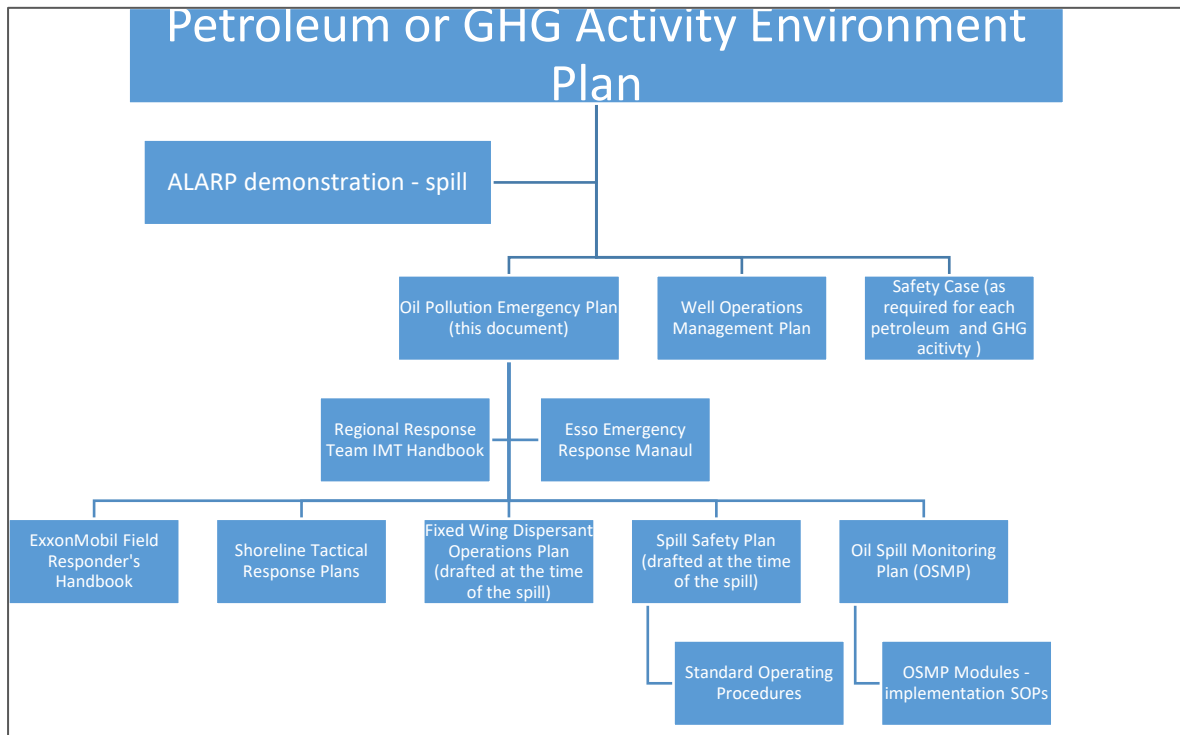 Petroleum or GHG Activity Environment
Plan
ALARP demonstration - spill
Oil Pollution Emergency Plan
(this document)
Well Operations
Management Plan
Safety Case (as
required for each
petroleum and GHG
acitivty )
Regional Response
Team IMT Handbook
Esso Emergency
Response Manaul
ExxonMobil Field
Responder's
Handbook
Shoreline Tactical
Response Plans
Fixed Wing Dispersant
Operations Plan
(drafted at the time
of the spill)
Spill Safety Plan
(drafted at the time
of the spill)
Oil Spill Monitoring
Plan (OSMP)
Standard Operating
Procedures
OSMP Modules -
implementation SOPs